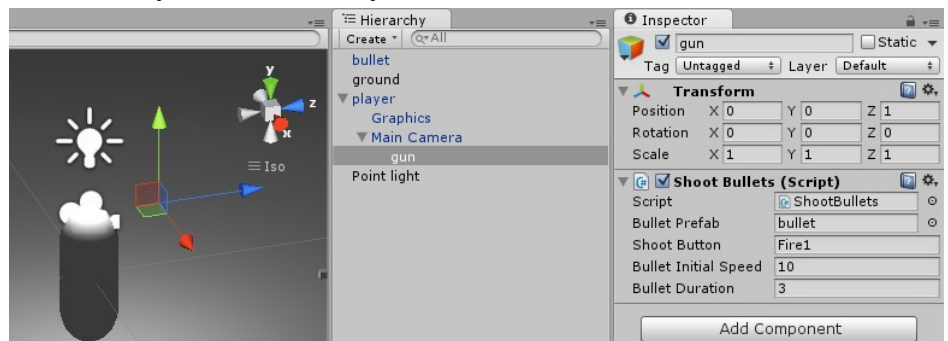 Hierarchy
Create
All
bullet
ground
player
Graphics
Main Camera
gun
Point light
y
z
x
Iso
Inspector
gun Static
Tag Untagged Layer Default
Transform
Position X 0 Y 0 Z 1
Rotation X 0 Y 0 Z 0
Scale X 1 Y 1 Z 1
Shoot Bullets (Script)
Script ShootBullets
Bullet Prefab bullet
Shoot Button Fire1
Bullet Initial Speed 10
Bullet Duration 3
Add Component